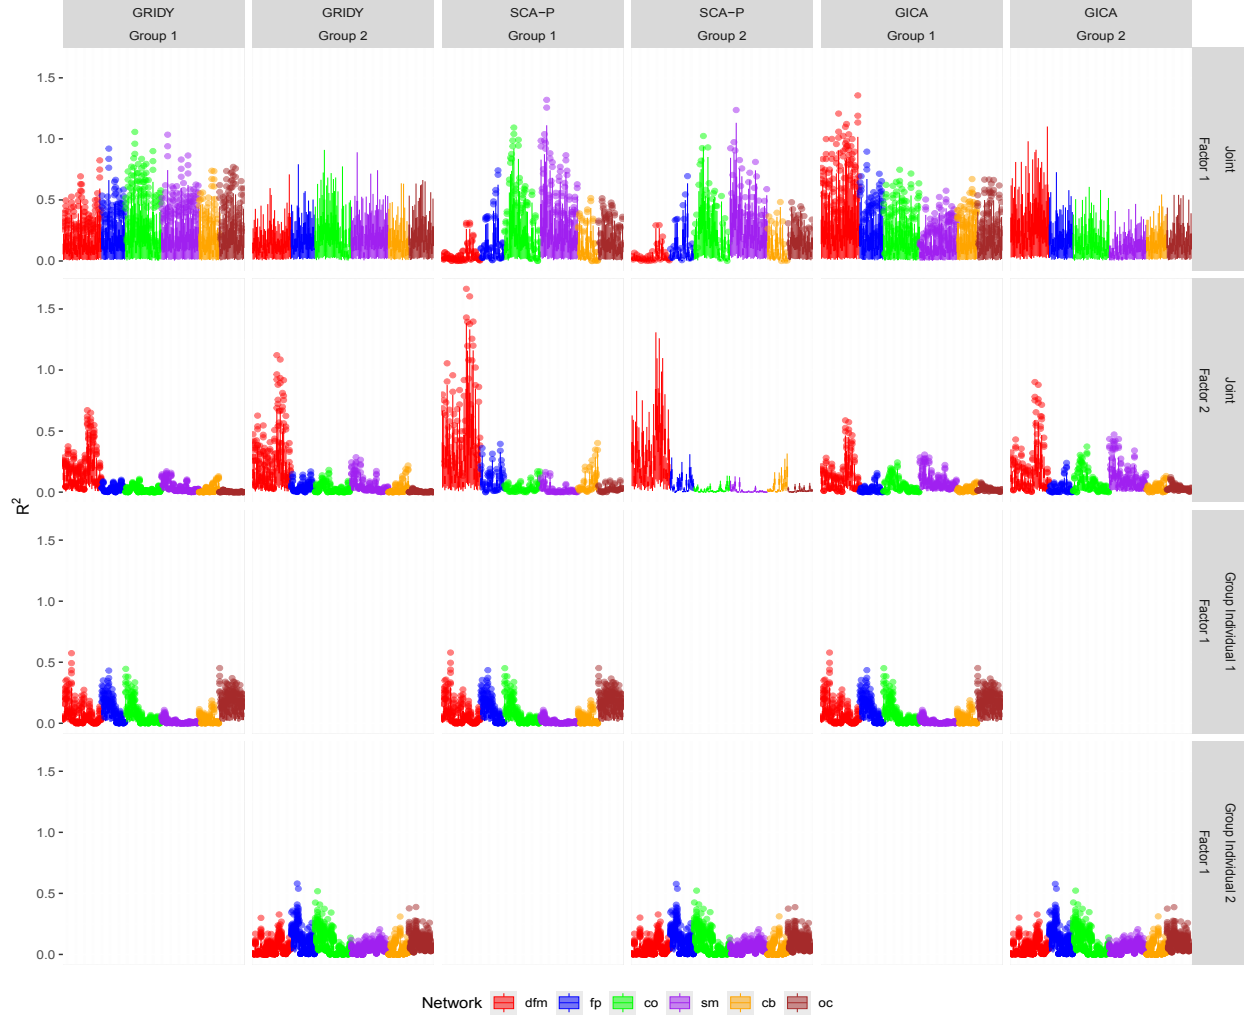 GRIDY GRIDY SCA−P SCA−P GICA GICA
Group 1 Group 2 Group 1 Group 2 Group 1 Group 2
1.5
1.0
0.5
0.0
Joint
Factor 1
1.5
1.0
0.5
0.0
Joint
Factor 2
R²
1.5
1.0
0.5
0.0
Group Individual 1
Factor 1
1.5
1.0
0.5
0.0
Group Individual 2
Factor 1
Network dfm fp co sm cb oc